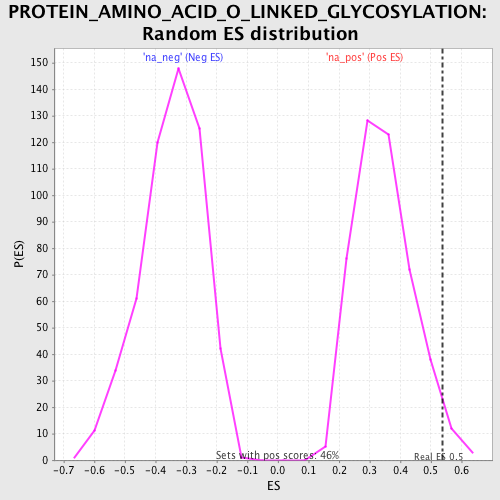 PROTEIN_AMINO_ACID_O_LINKED_GLYCOSYLATION:
Random ES distribution
'na_neg' (Neg ES)
'na_pos' (Pos ES)
150
140
130
120
110
100
90
80
70
60
50
40
30
20
10
0
P(ES)
Sets with pos scores: 46%
Real ES 0.5
-0.7 -0.6 -0.5 -0.4 -0.3 -0.2 -0.1 0.0 0.1 0.2 0.3 0.4 0.5 0.6
ES